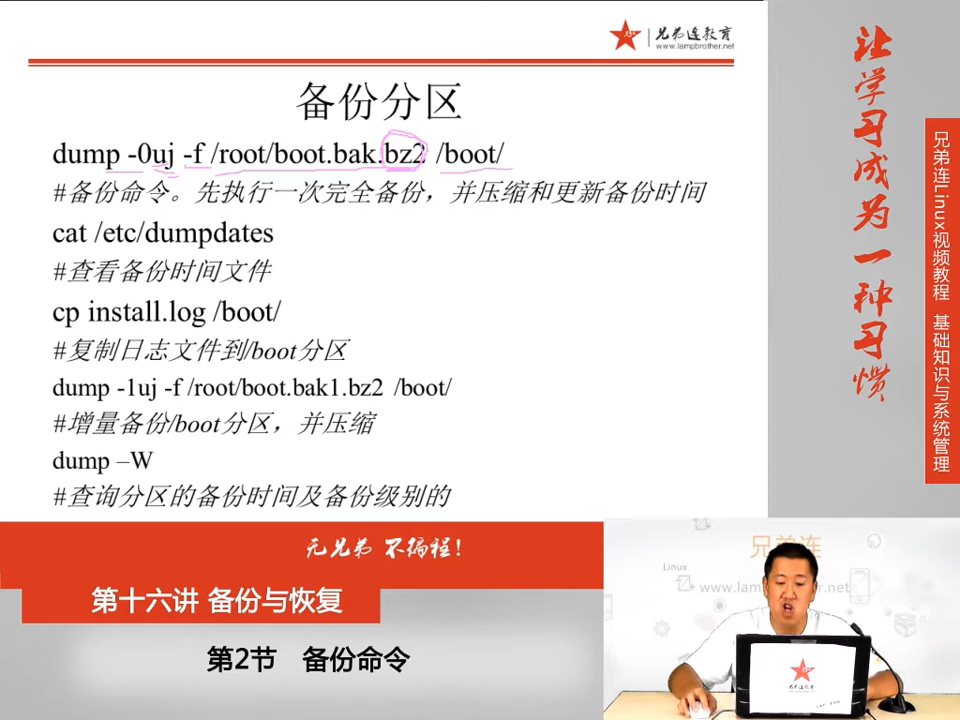 兄弟连教育
www.lampbrother.net
备份分区
dump -0uj -f /root/boot.bak.bz2 /boot/
#备份命令。先执行一次完全备份，并压缩和更新备份时间
cat /etc/dumpdates
#查看备份时间文件
cp install.log /boot/
#复制日志文件到/boot分区
dump -1uj -f /root/boot.bak1.bz2 /boot/
#增量备份/boot分区，并压缩
dump –W
#查询分区的备份时间及备份级别的
让学习成为一种习惯
兄弟连Linux视频教程 基础知识与系统管理
无兄弟 不编程!
第十六讲 备份与恢复
第2节 备份命令
兄弟连
Linux